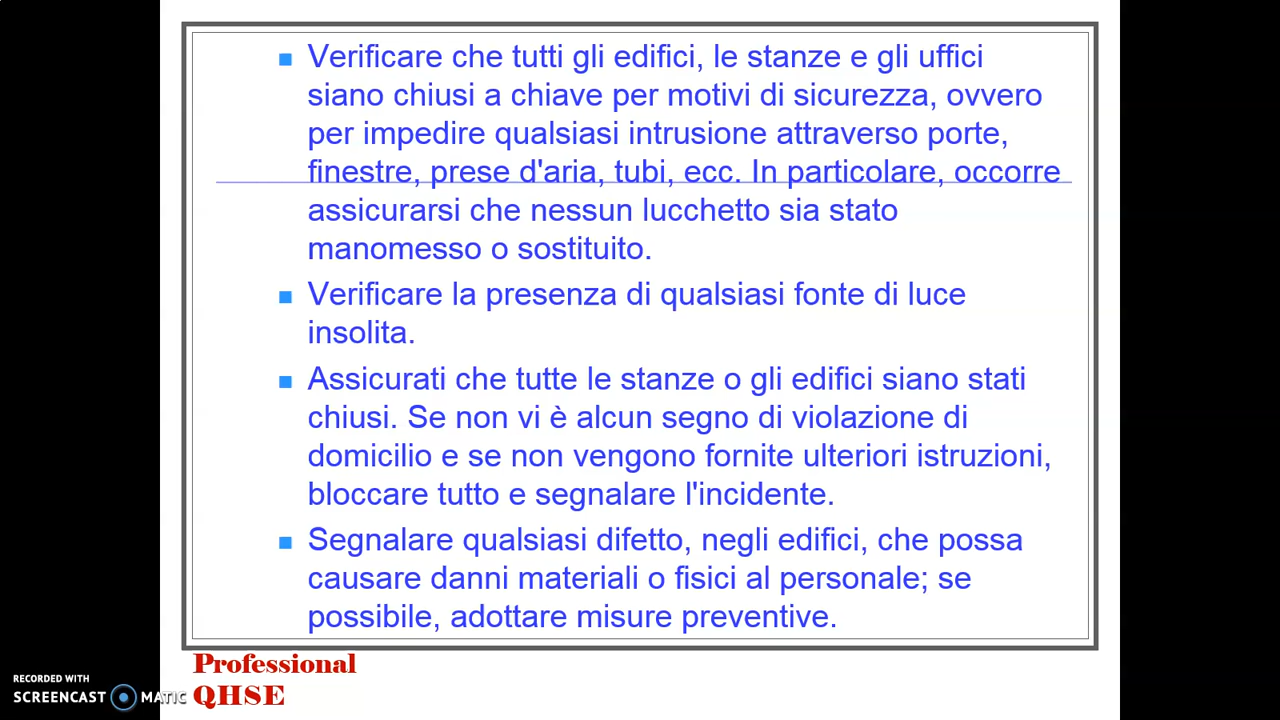 Verificare che tutti gli edifici, le stanze e gli uffici
siano chiusi a chiave per motivi di sicurezza, ovvero
per impedire qualsiasi intrusione attraverso porte,
finestre, prese d'aria, tubi, ecc. In particolare, occorre
assicurarsi che nessun lucchetto sia stato
manomesso o sostituito.
Verificare la presenza di qualsiasi fonte di luce
insolita.
Assicurati che tutte le stanze o gli edifici siano stati
chiusi. Se non vi è alcun segno di violazione di
domicilio e se non vengono fornite ulteriori istruzioni,
bloccare tutto e segnalare l'incidente.
Segnalare qualsiasi difetto, negli edifici, che possa
causare danni materiali o fisici al personale; se
possibile, adottare misure preventive.
Professional
QHSE
RECORDED WITH
SCREENCAST MATIC